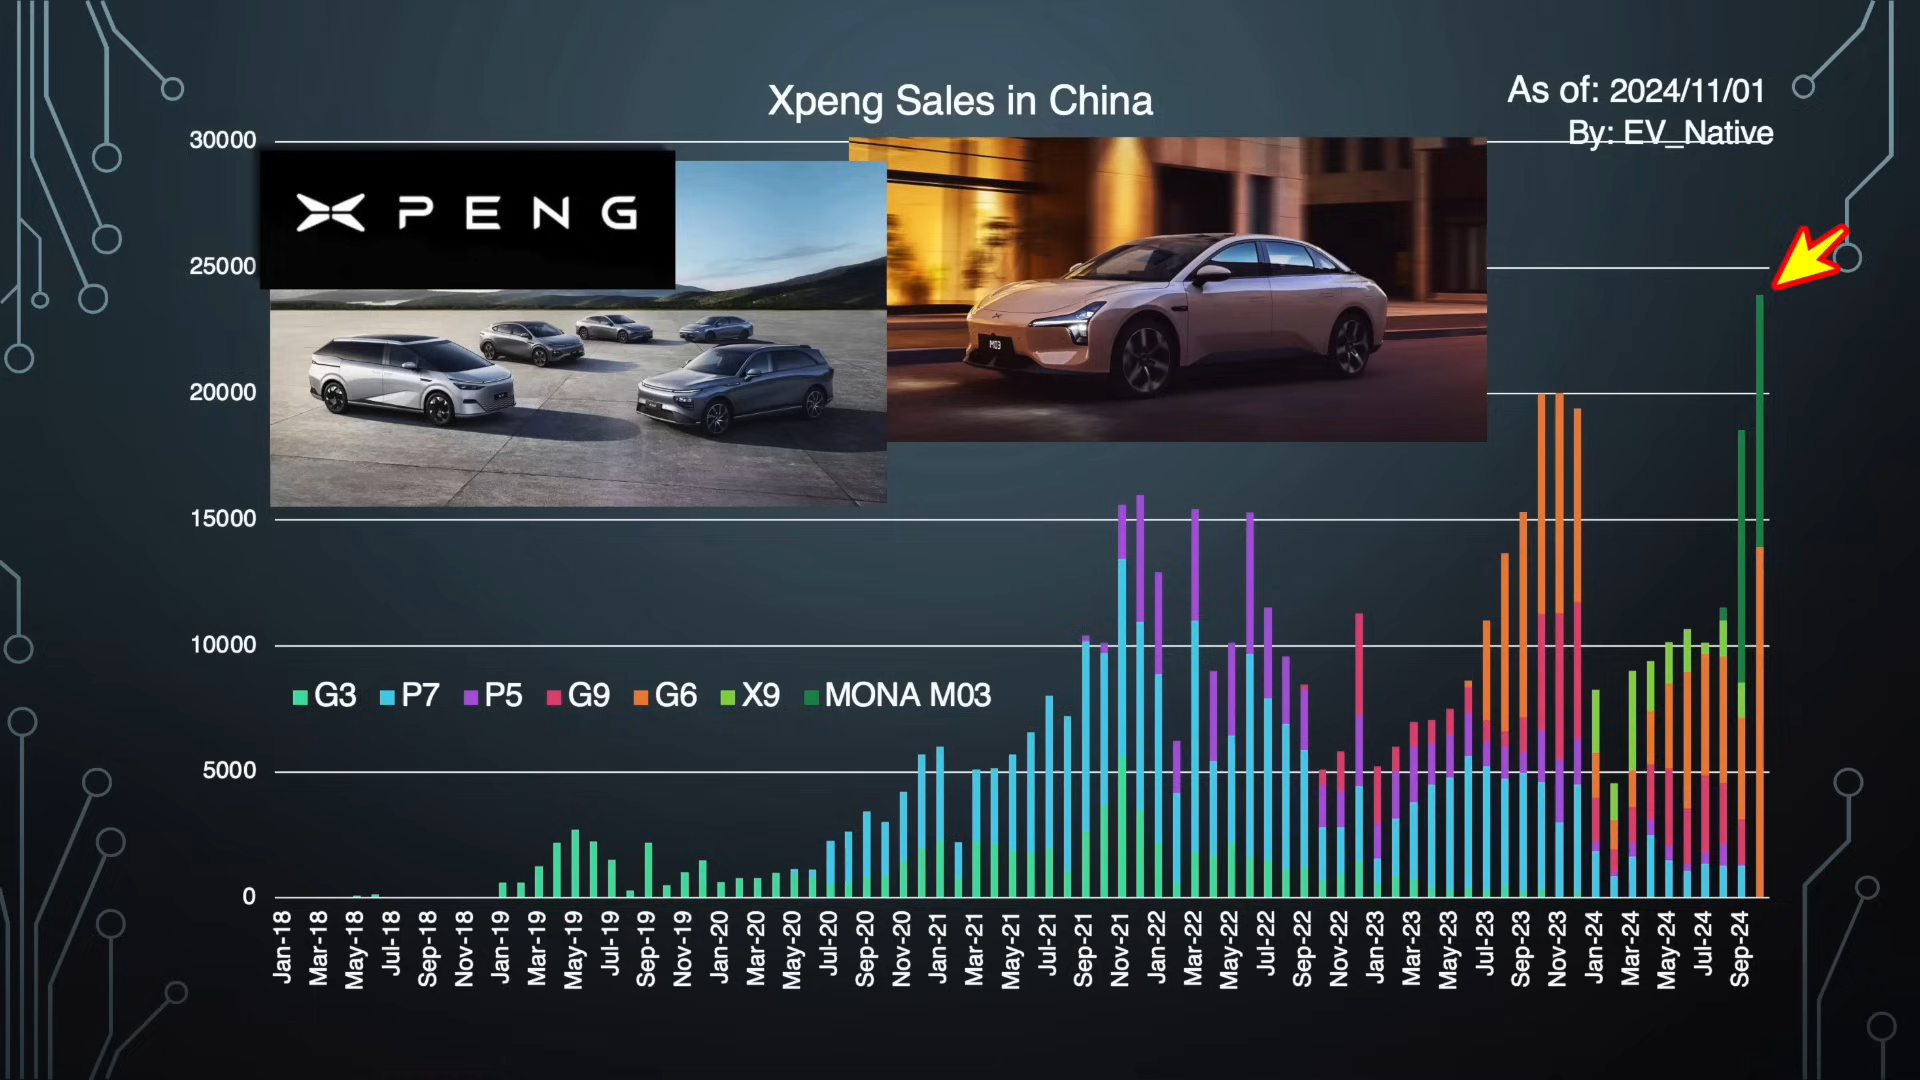 Xpeng Sales in China
As of: 2024/11/01
By: EV_Native
30000
25000
20000
15000
10000
5000
0
XPENG
M03
G3 P7 P5 G9 G6 X9 MONA M03
Jan-18 Mar-18 May-18 Jul-18 Sep-18 Nov-18 Jan-19 Mar-19 May-19 Jul-19 Sep-19 Nov-19 Jan-20 Mar-20 May-20 Jul-20 Sep-20 Nov-20 Jan-21 Mar-21 May-21 Jul-21 Sep-21 Nov-21 Jan-22 Mar-22 May-22 Jul-22 Sep-22 Nov-22 Jan-23 Mar-23 May-23 Jul-23 Sep-23 Nov-23 Jan-24 Mar-24 May-24 Jul-24 Sep-24